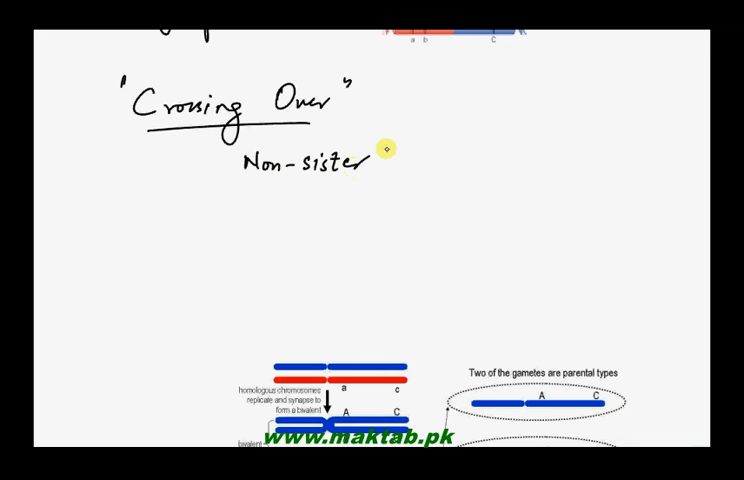 a b C
"Crossing Over"
Non-sister
homologous chromosomes
replicate and synapse to
form a bivalent
a c
A C
bivalent
Two of the gametes are parental types
A C
www.maktab.pk